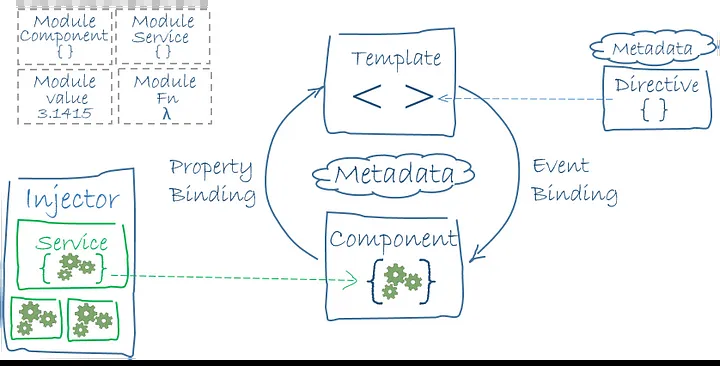 Module
Component
{ }
Module
Service
{ }
Module
value
3.1415
Module
Fn
λ
Template
< >
Metadata
Directive
{ }
Property
Binding
Metadata
Event
Binding
Injector
Service
{ }
Component
{ }